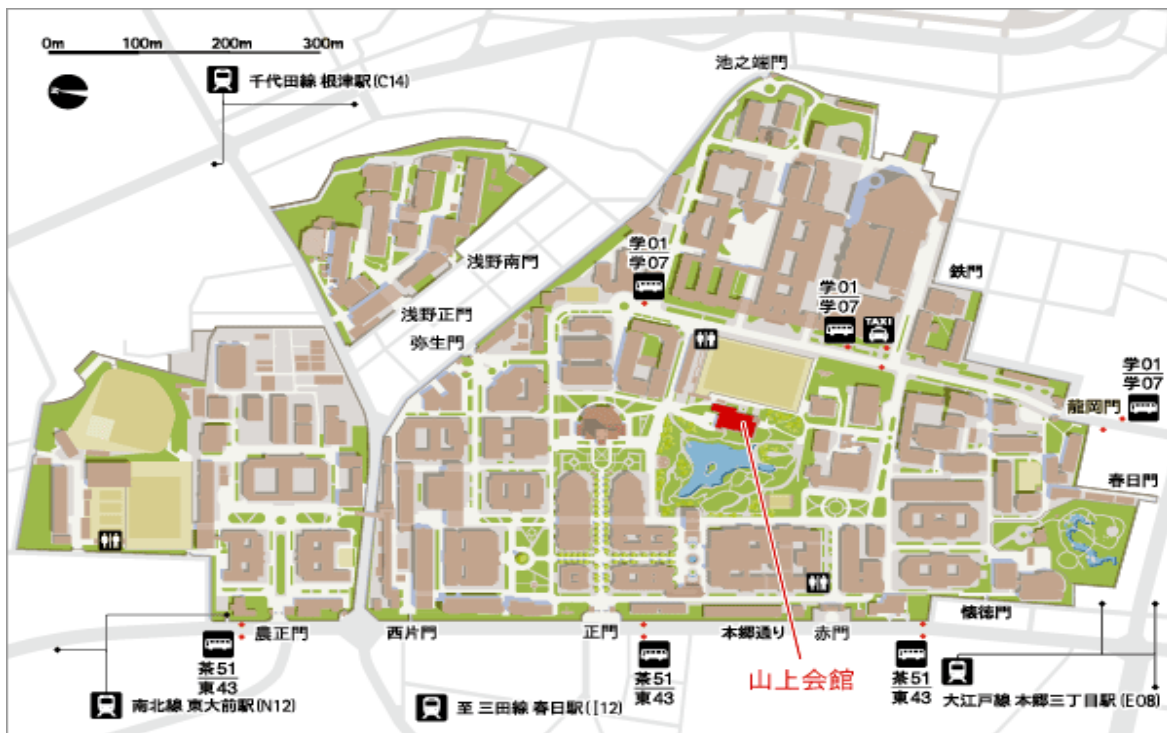 0m 100m 200m 300m
千代田線 根津駅(C14)
池之端門
学01
学07
浅野南門
浅野正門
弥生門
学01
学07
TAXI
鉄門
学01
学07
龍岡門
春日門
農正門
西片門
正門
本郷通り
赤門
懐徳門
茶51
東43
茶51
東43
茶51
東43
山上会館
南北線 東大前駅(N12)
至 三田線 春日駅(I12)
大江戸線 本郷三丁目駅(E08)